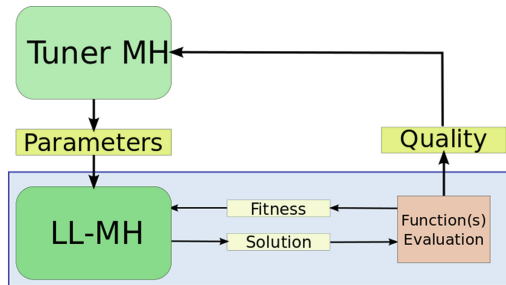 Tuner MH
Parameters
Quality
LL-MH
Fitness
Solution
Function(s)
Evaluation